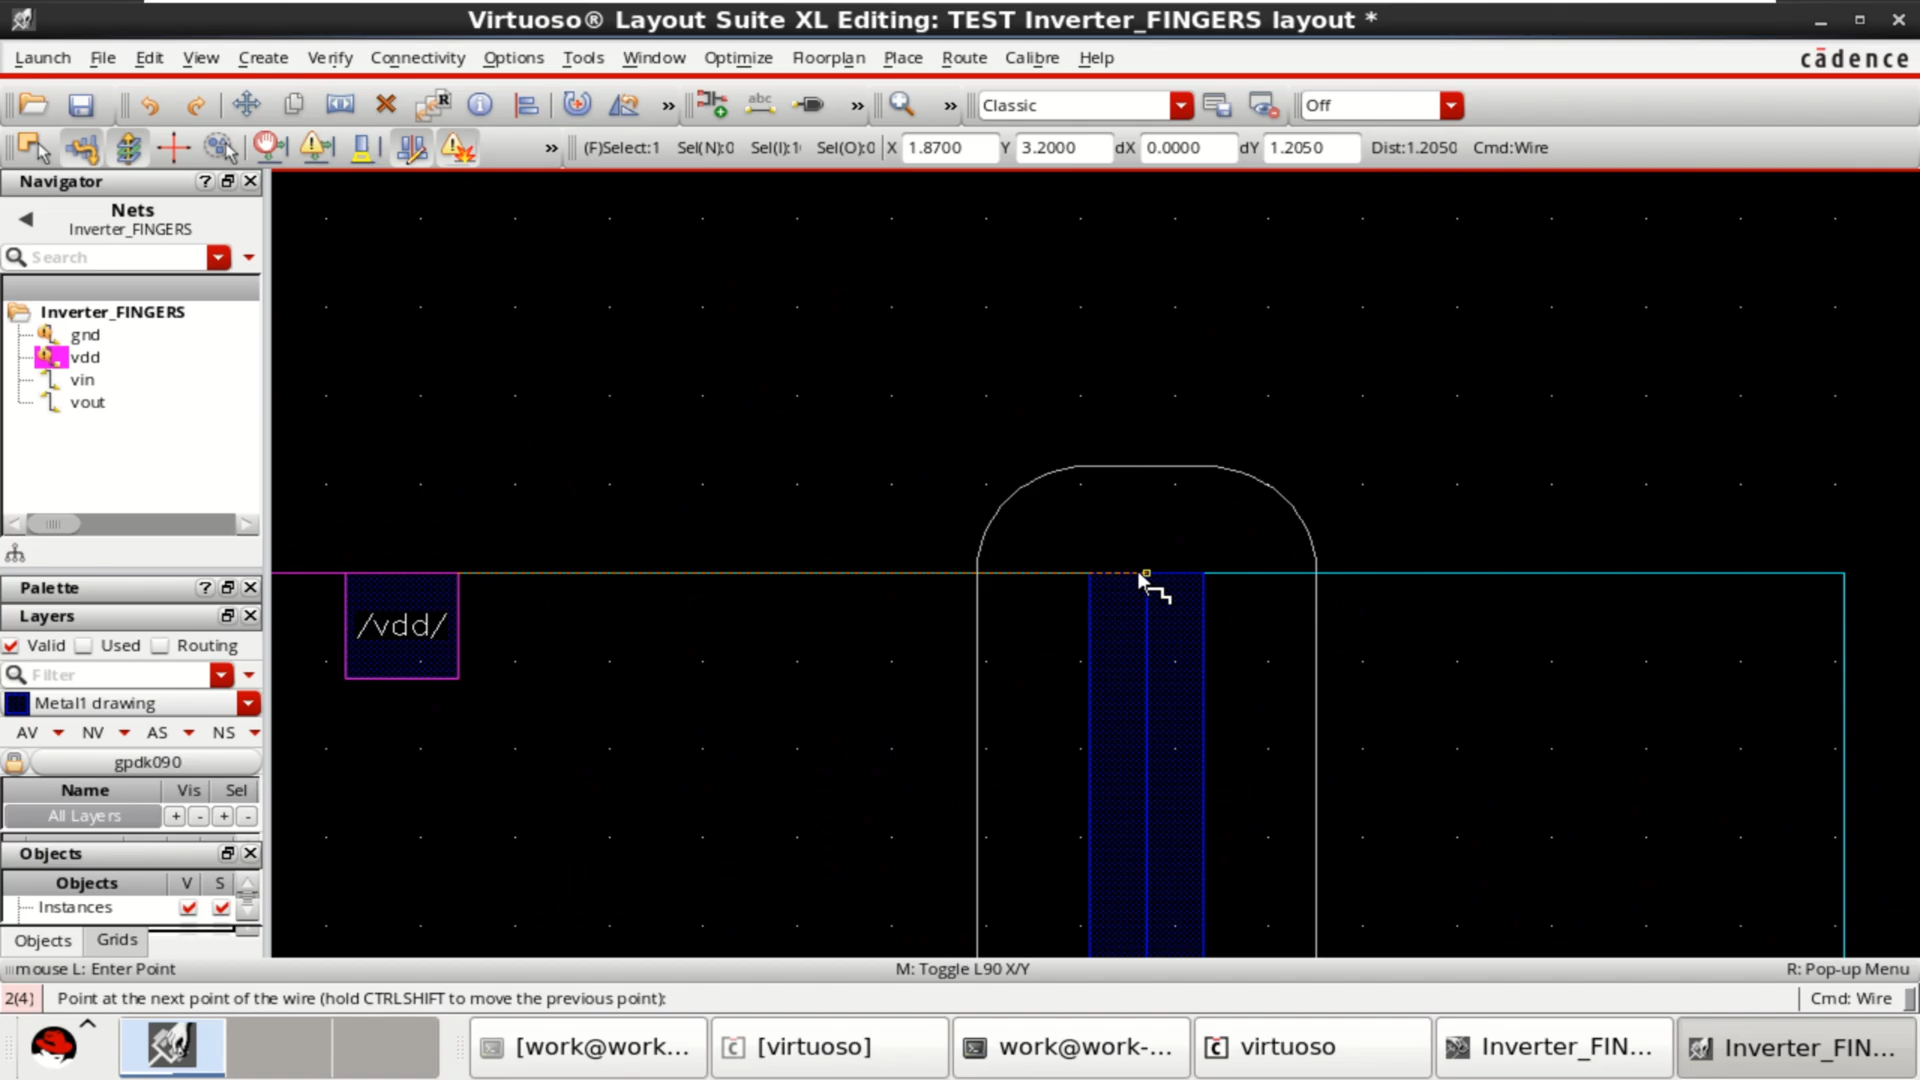 Virtuoso® Layout Suite XL Editing: TEST Inverter_FINGERS layout *
Launch File Edit View Create Verify Connectivity Options Tools Window Optimize Floorplan Place Route Calibre Help cādence
R abc Classic Off
(F)Select:1 Sel(N):0 Sel(I):1 Sel(O):0 X 1.8700 Y 3.2000 dX 0.0000 dY 1.2050 Dist:1.2050 Cmd:Wire
Navigator
Nets
Inverter_FINGERS
Search
Inverter_FINGERS
gnd
vdd
vin
vout
Palette
Layers
/vdd/
Valid Used Routing
Filter
Metal1 drawing
AV NV AS NS
gpdk090
Name Vis Sel
All Layers + - + -
Objects
Objects V S
Instances
Objects Grids
mouse L: Enter Point M: Toggle L90 X/Y R: Pop-up Menu
2(4) Point at the next point of the wire (hold CTRLSHIFT to move the previous point): Cmd: Wire
[work@work... [virtuoso] work@work-... virtuoso Inverter_FIN... Inverter_FIN...